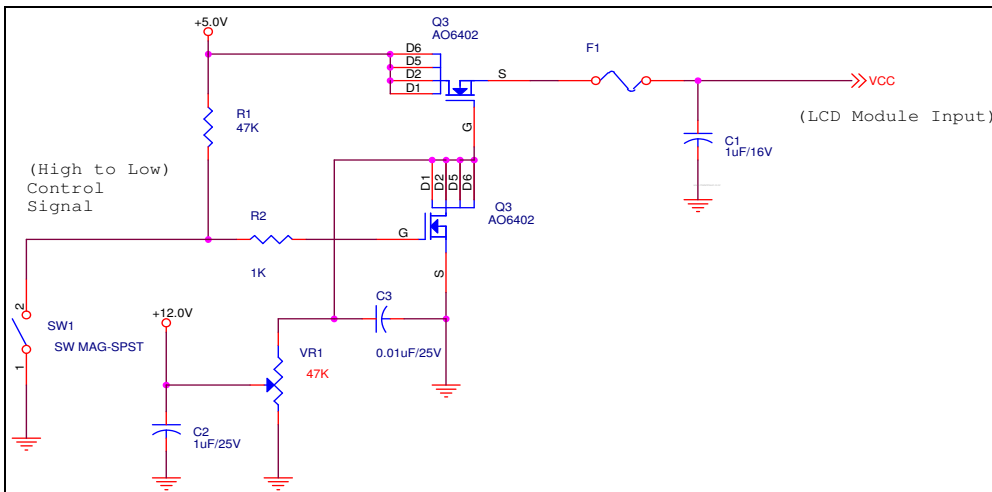 +5.0V
Q3
AO6402
D6
D5
D2
D1
S
G
F1
VCC
(LCD Module Input)
C1
1uF/16V
R1
47K
(High to Low)
Control
Signal
D1
D2
D5
D6
Q3
AO6402
R2
1K
G
S
2
SW1
SW MAG-SPST
1
+12.0V
C3
0.01uF/25V
VR1
47K
C2
1uF/25V